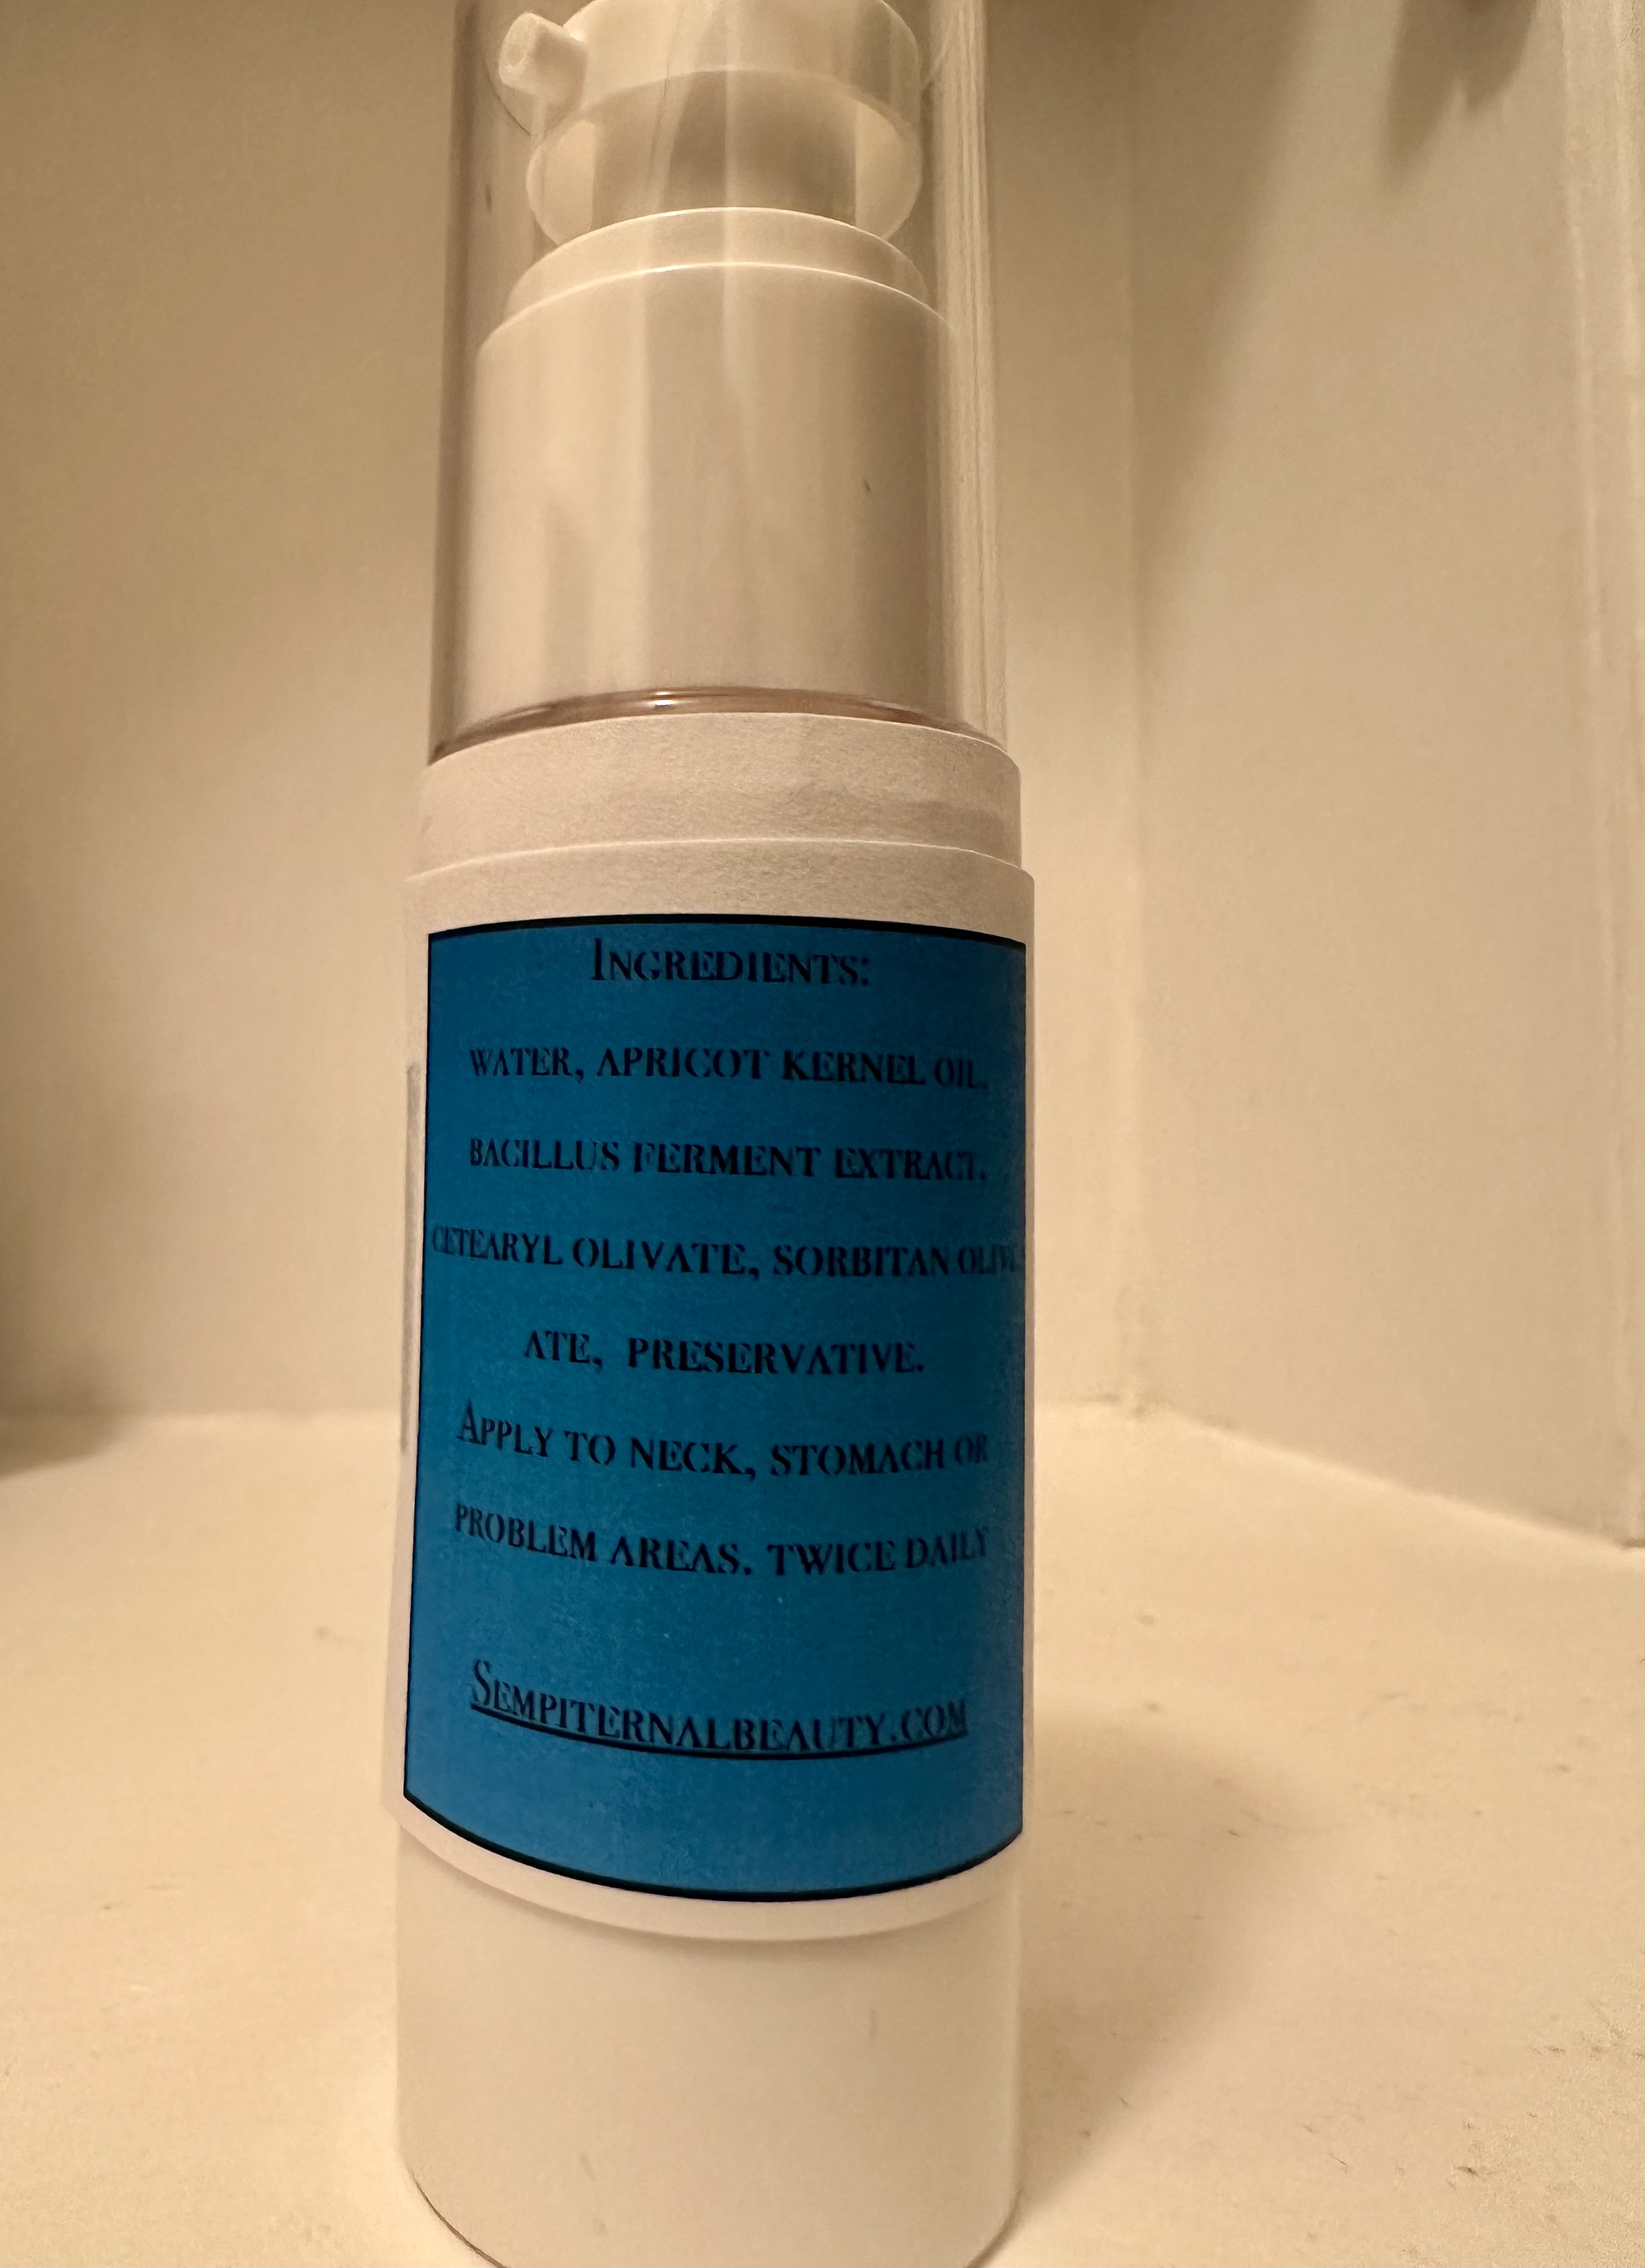 INGREDIENTS:
WATER, APRICOT KERNEL OIL,
BACILLUS FERMENT EXTRACT,
CETEARYL OLIVATE, SORBITAN OLIV-
ATE, PRESERVATIVE.
APPLY TO NECK, STOMACH OR
PROBLEM AREAS. TWICE DAILY
SEMPITERNALBEAUTY.COM